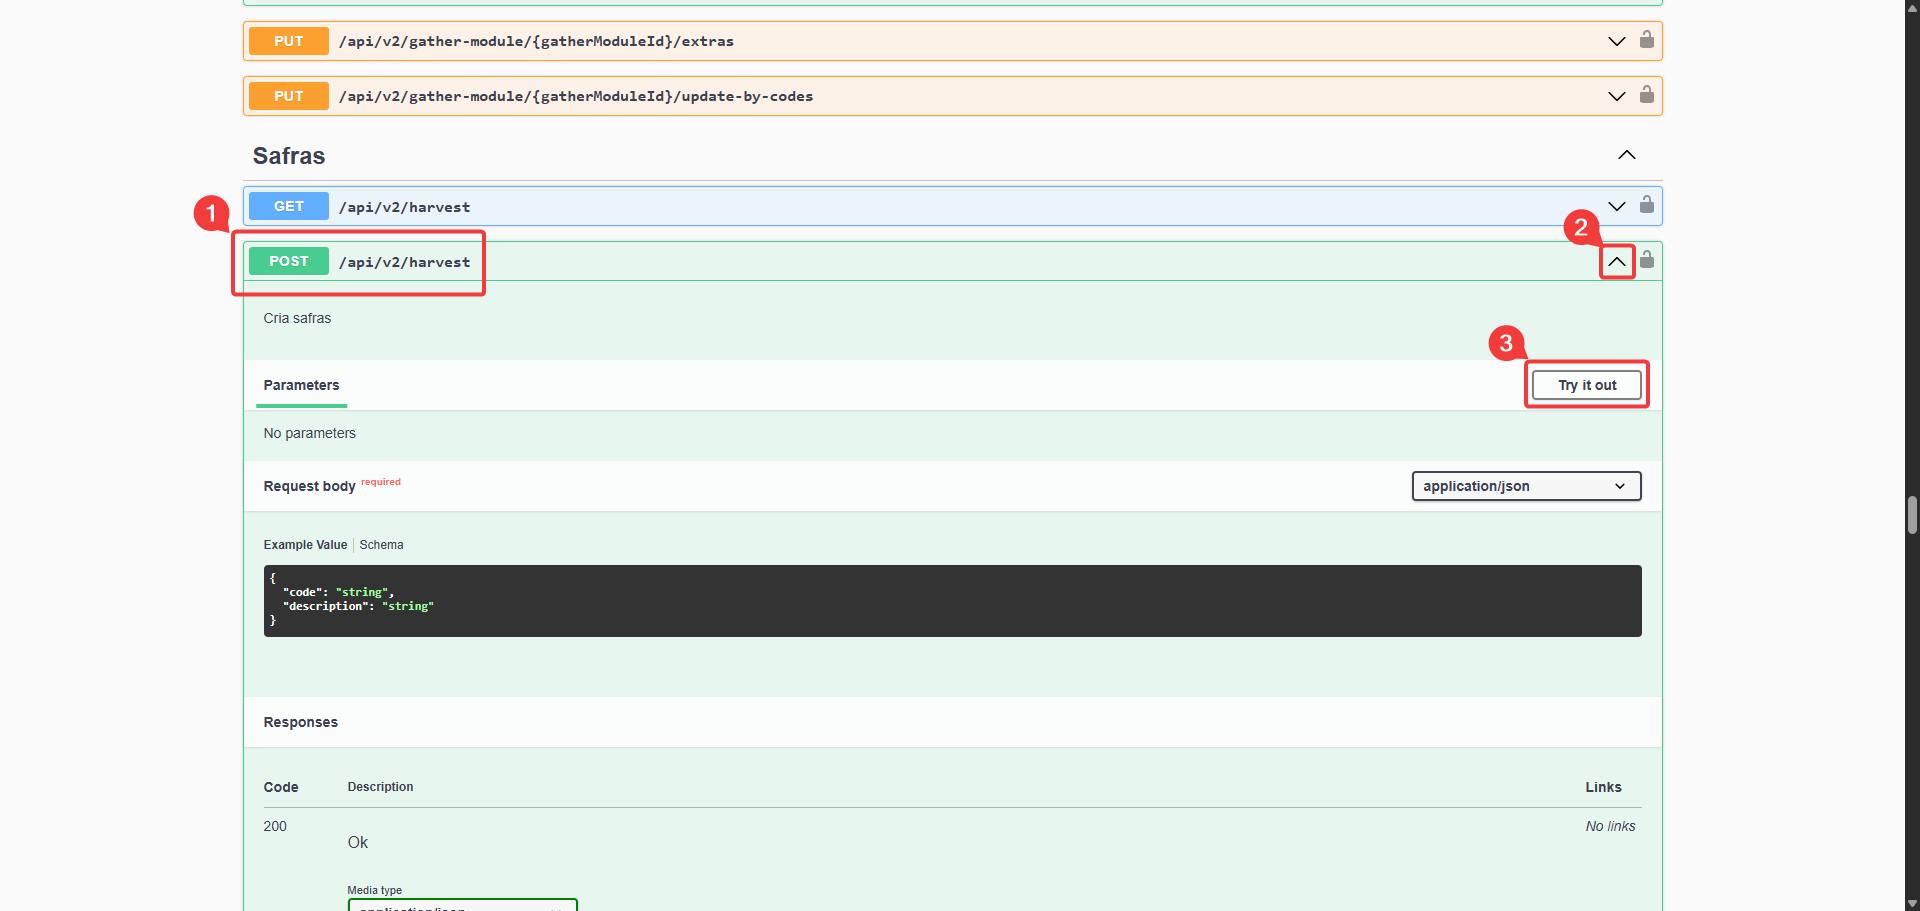 PUT /api/v2/gather-module/{gatherModuleId}/extras
PUT /api/v2/gather-module/{gatherModuleId}/update-by-codes
Safras
GET /api/v2/harvest
1
2
POST /api/v2/harvest
Cria safras
3
Parameters Try it out
No parameters
Request body required application/json
Example Value Schema
{
"code": "string",
"description": "string"
}
Responses
Code Description Links
200 No links
Ok
Media type
application/json